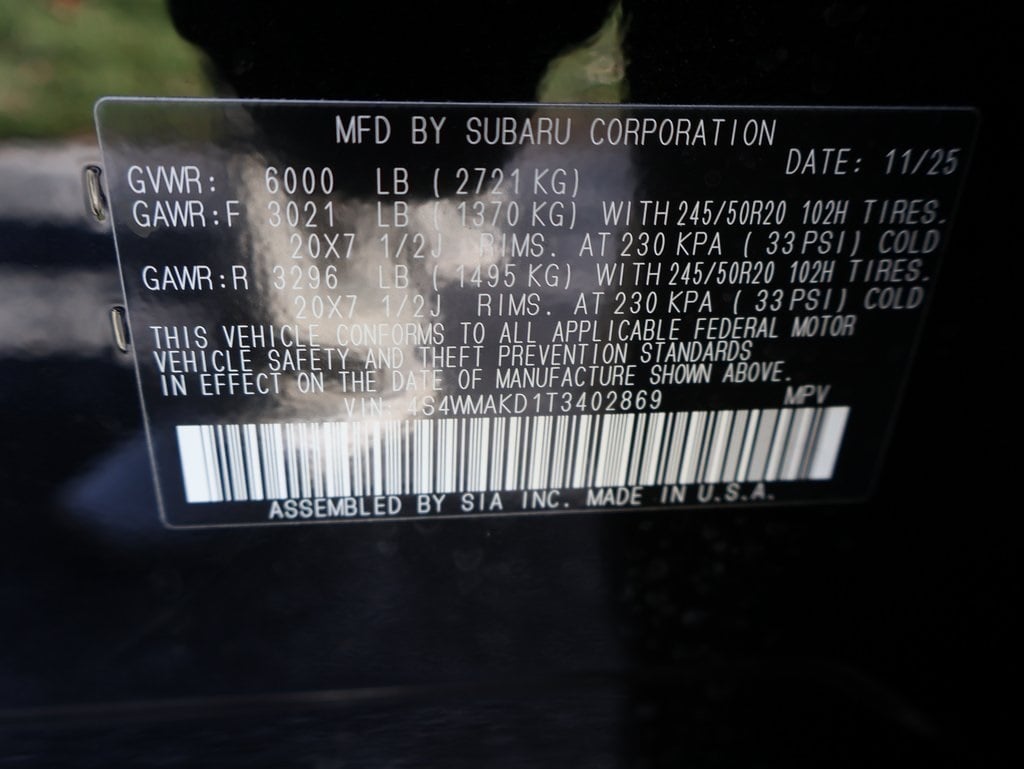 MFD BY SUBARU CORPORATION
DATE: 11/25
GVWR: 6000 LB (2721 KG)
GAWR:F 3021 LB (1370 KG) WITH 245/50R20 102H TIRES.
20X7 1/2J RIMS. AT 230 KPA (33 PSI) COLD
GAWR:R 3296 LB (1495 KG) WITH 245/50R20 102H TIRES.
20X7 1/2J RIMS. AT 230 KPA (33 PSI) COLD
THIS VEHICLE CONFORMS TO ALL APPLICABLE FEDERAL MOTOR
VEHICLE SAFETY AND THEFT PREVENTION STANDARDS
IN EFFECT ON THE DATE OF MANUFACTURE SHOWN ABOVE.
VIN: 4S4WMAKD1T3402869 MPV
ASSEMBLED BY SIA INC. MADE IN U.S.A.